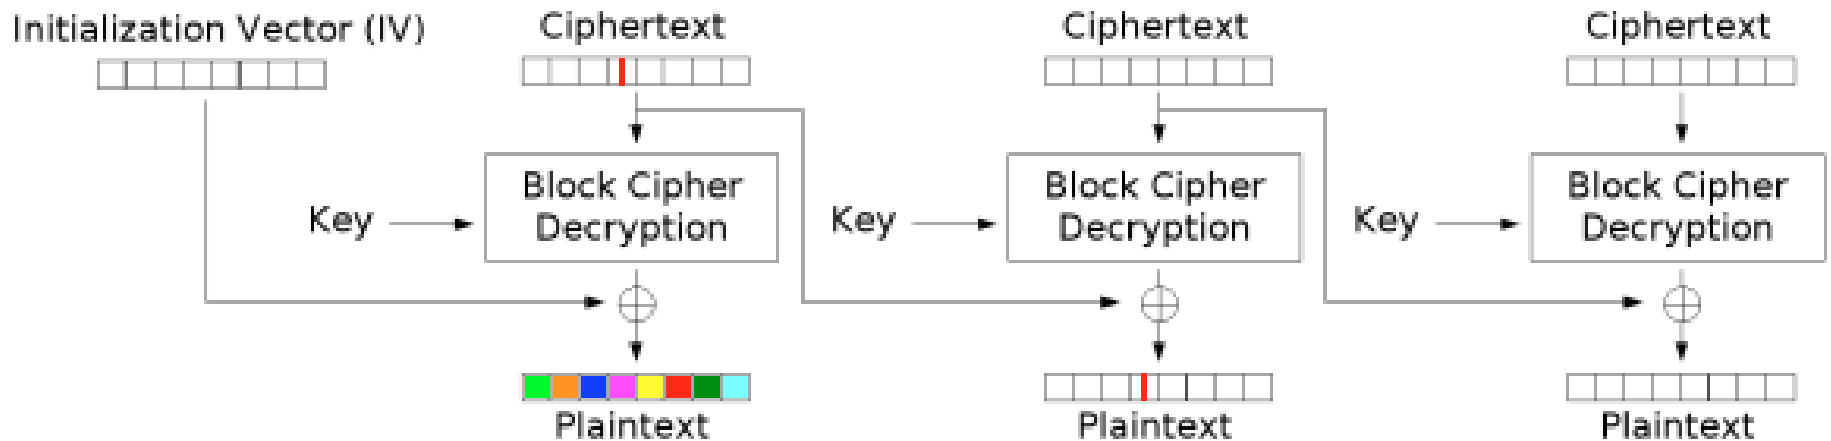 Initialization Vector (IV)
Ciphertext
Ciphertext
Ciphertext
Key
Block Cipher
Decryption
Key
Block Cipher
Decryption
Key
Block Cipher
Decryption
Plaintext
Plaintext
Plaintext